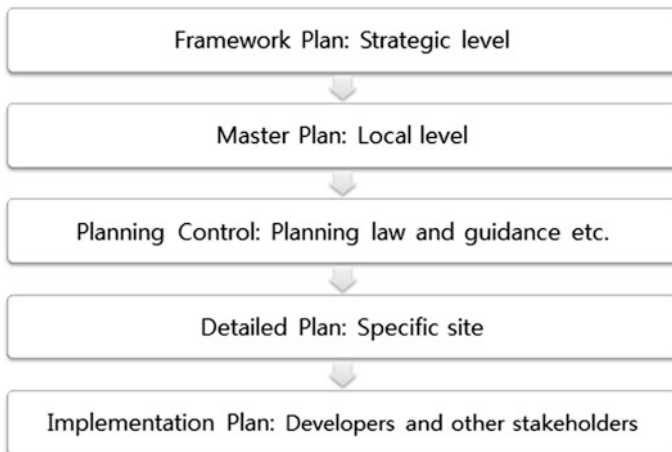 Framework Plan: Strategic level
Master Plan: Local level
Planning Control: Planning law and guidance etc.
Detailed Plan: Specific site
Implementation Plan: Developers and other stakeholders